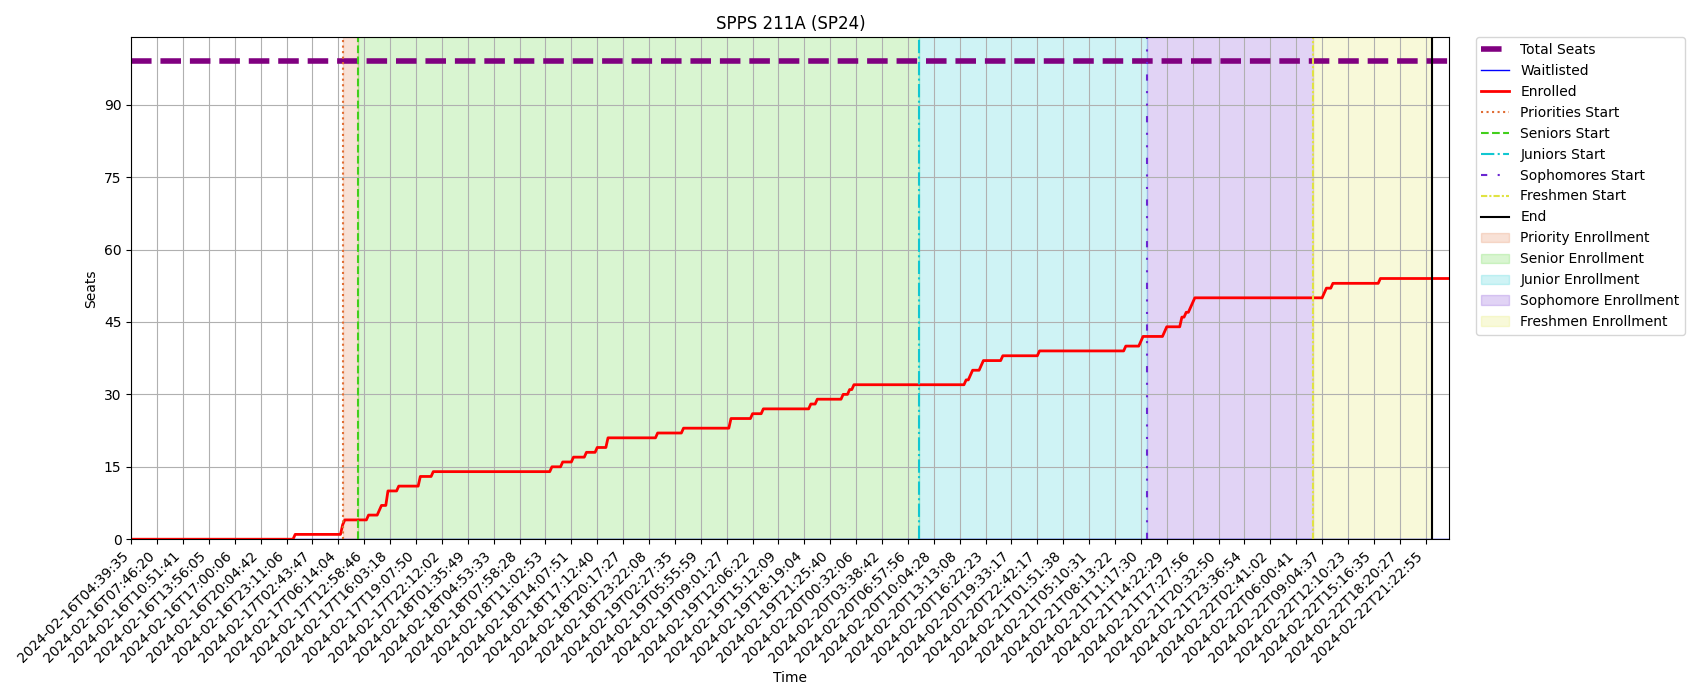 SPPS 211A (SP24)
Seats
90
75
60
45
30
15
0
2024-02-16T04:39:35
2024-02-16T07:46:20
2024-02-16T10:51:41
2024-02-16T13:56:05
2024-02-16T17:00:06
2024-02-16T20:04:42
2024-02-16T23:11:06
2024-02-17T02:43:47
2024-02-17T06:14:04
2024-02-17T12:58:46
2024-02-17T16:03:18
2024-02-17T19:07:50
2024-02-17T22:12:02
2024-02-18T01:35:49
2024-02-18T04:53:33
2024-02-18T07:58:28
2024-02-18T11:02:53
2024-02-18T14:07:51
2024-02-18T17:12:40
2024-02-18T20:17:27
2024-02-18T23:22:08
2024-02-19T02:27:35
2024-02-19T05:55:59
2024-02-19T09:01:27
2024-02-19T12:06:22
2024-02-19T15:12:09
2024-02-19T18:19:04
2024-02-19T21:25:40
2024-02-20T00:32:06
2024-02-20T03:38:42
2024-02-20T06:57:56
2024-02-20T10:04:28
2024-02-20T13:13:08
2024-02-20T16:22:23
2024-02-20T19:33:17
2024-02-20T22:42:17
2024-02-21T01:51:38
2024-02-21T05:10:31
2024-02-21T08:13:22
2024-02-21T11:17:30
2024-02-21T14:22:29
2024-02-21T17:27:56
2024-02-21T20:32:50
2024-02-21T23:36:54
2024-02-22T02:41:02
2024-02-22T06:00:41
2024-02-22T09:04:37
2024-02-22T12:10:23
2024-02-22T15:16:35
2024-02-22T18:20:27
2024-02-22T21:22:55
Time
Total Seats
Waitlisted
Enrolled
Priorities Start
Seniors Start
Juniors Start
Sophomores Start
Freshmen Start
End
Priority Enrollment
Senior Enrollment
Junior Enrollment
Sophomore Enrollment
Freshmen Enrollment